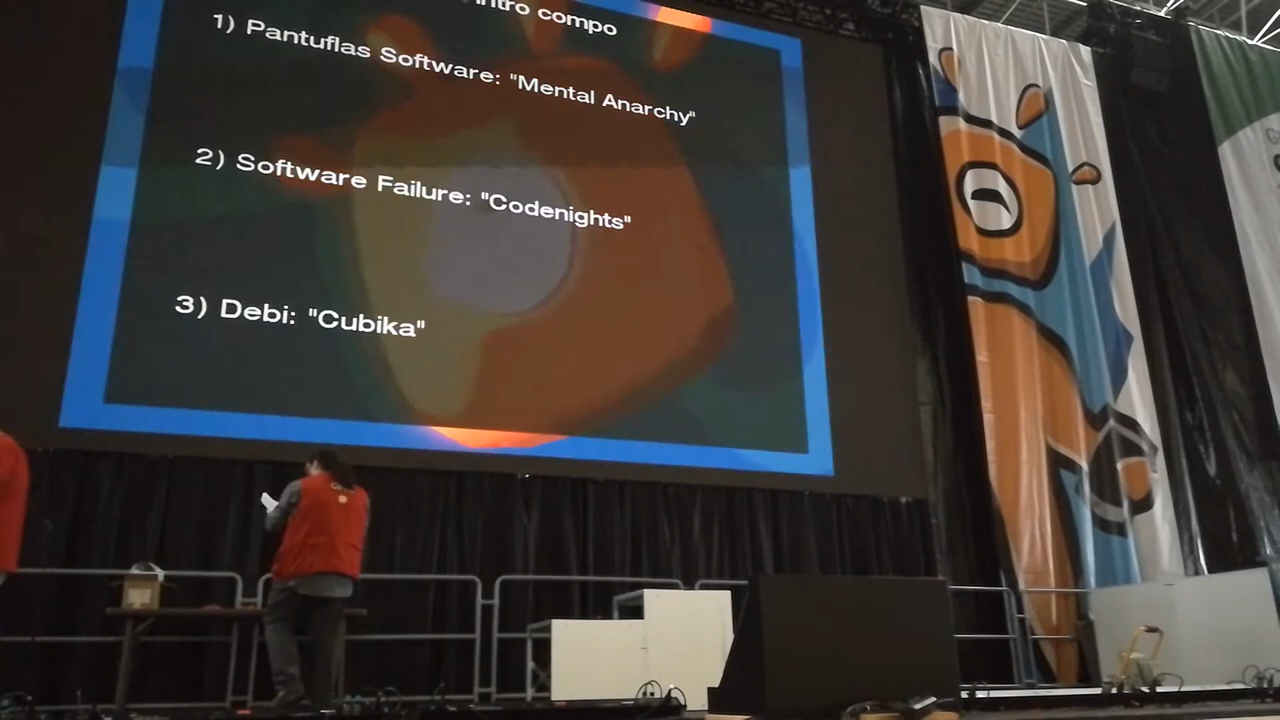 intro compo
1) Pantuflas Software: "Mental Anarchy"
2) Software Failure: "Codenights"
3) Debi: "Cubika"